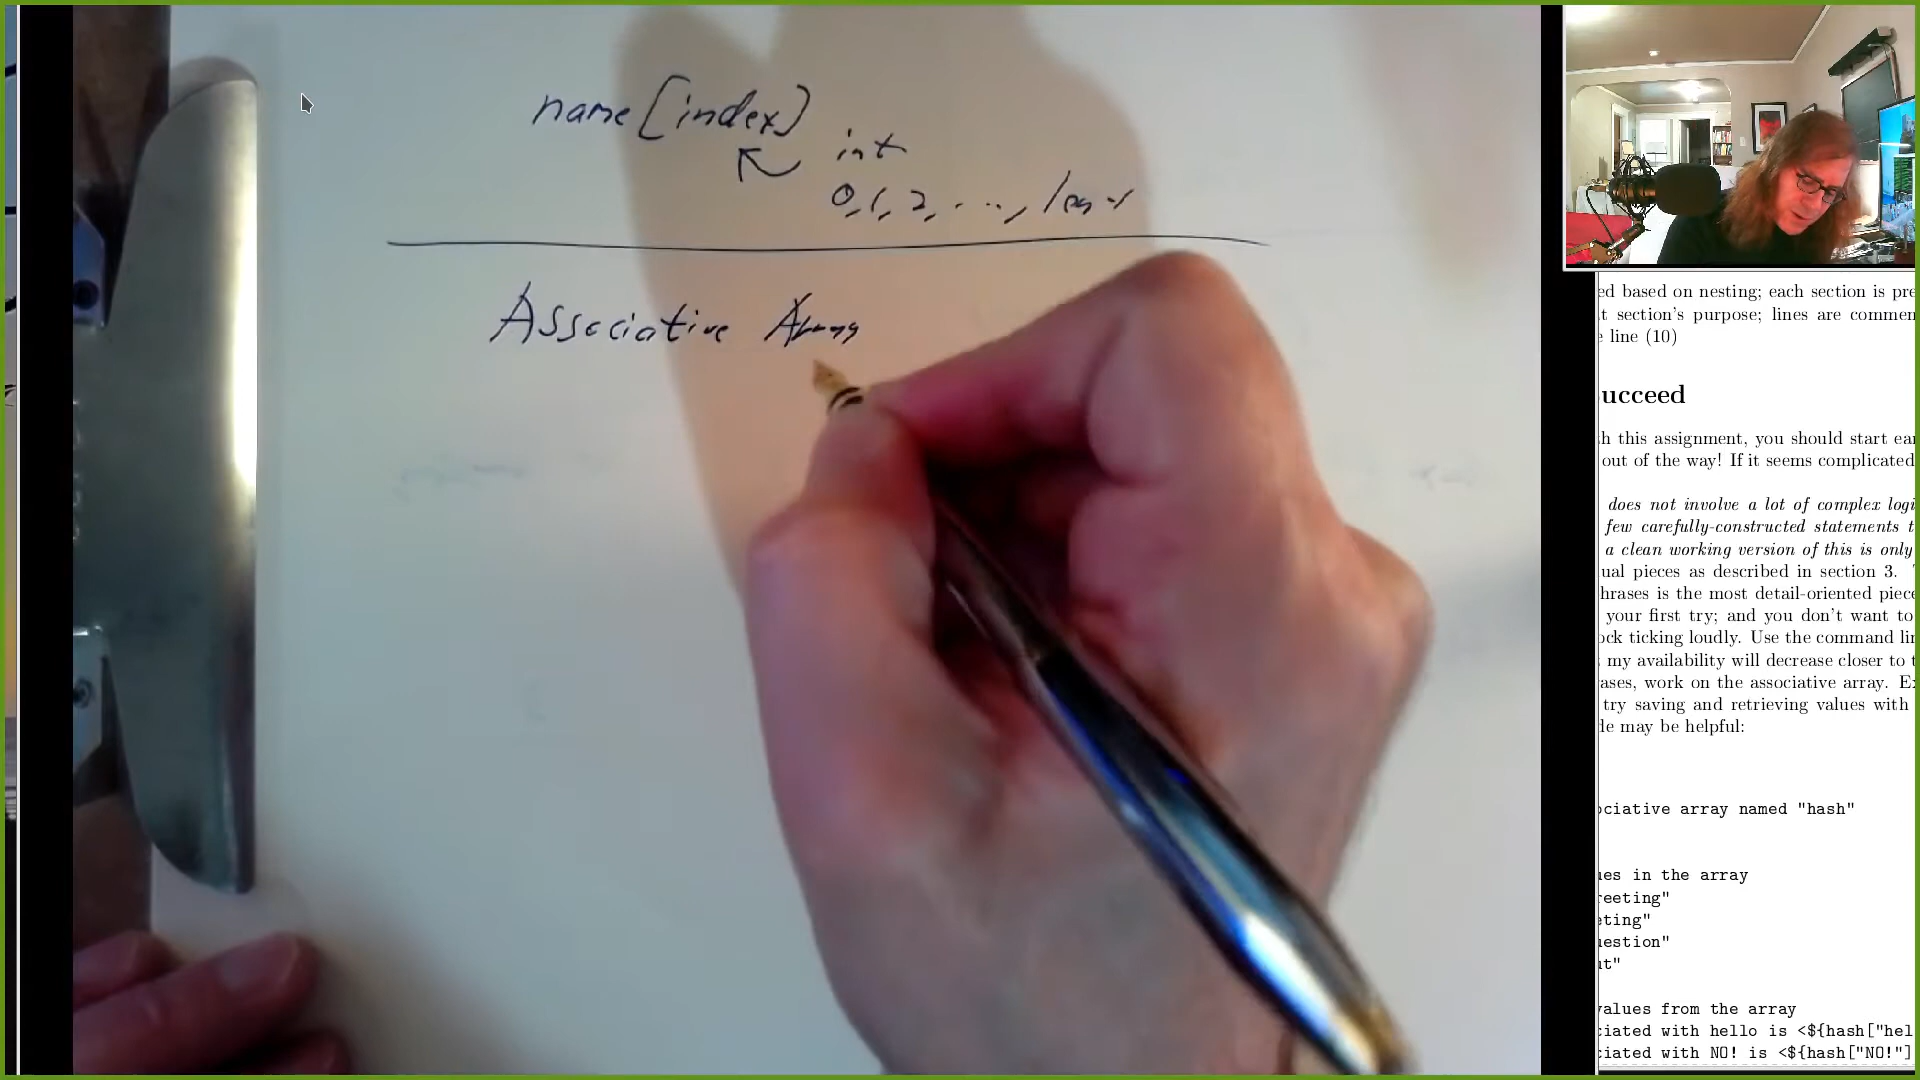 name[index]
int
0, 1, 2, ..., len-1
Associative Arrays
ed based on nesting; each section is pre
t section's purpose; lines are commen
e line (10)
ucceed
h this assignment, you should start ear
out of the way! If it seems complicated
does not involve a lot of complex logi
few carefully-constructed statements t
a clean working version of this is only
ual pieces as described in section 3.
hrases is the most detail-oriented piece
your first try; and you don't want to
ock ticking loudly. Use the command lin
my availability will decrease closer to t
ases, work on the associative array. Ex
try saving and retrieving values with
de may be helpful:
ociative array named "hash"
ues in the array
reeting"
eting"
uestion"
ut"
values from the array
ciated with hello is <${hash["hel
ciated with NO! is <${hash["NO!"]